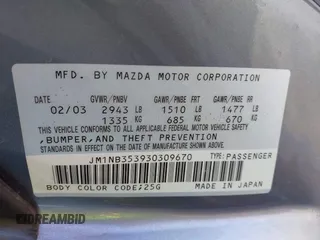 MFD. BY MAZDA MOTOR CORPORATION
GVWR/PNBV GAWR/PNBE FRT AV GAWR/PNBE RR AR
02/03 2943 LB 1510 LB 1477 LB
1335 KG 685 KG 670 KG
THIS VEHICLE CONFORMS TO ALL APPLICABLE FEDERAL MOTOR VEHICLE SAFETY
,BUMPER,AND THEFT PREVENTION
STANDARDS IN EFFECT ON THE DATE OF MANUFACTURE SHOWN ABOVE.
JM1NB353930309670 TYPE:PASSENGER
BODY COLOR CODE:25G MADE IN JAPAN
DREAMBID